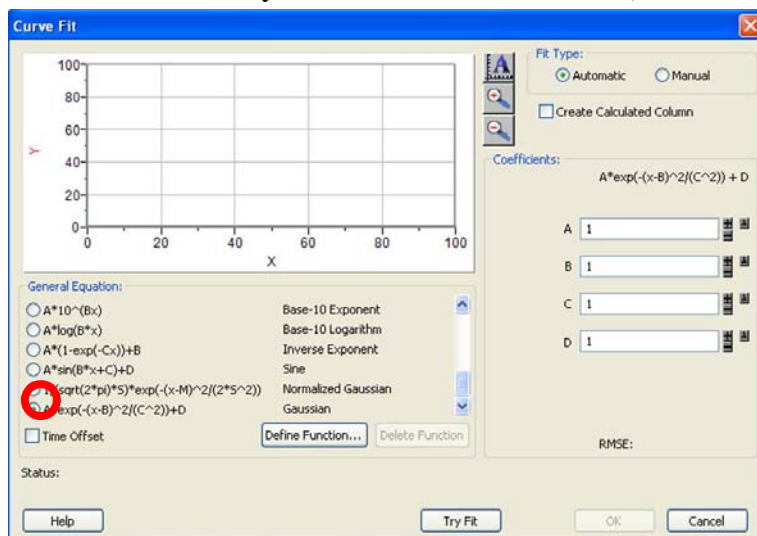 Curve Fit
Fit Type:
Automatic Manual
Create Calculated Column
Coefficients:
A*exp(-(x-B)^2/(C^2)) + D
A 1
B 1
C 1
D 1
RMSE:
100
80
60
40
20
0
Y
0 20 40 60 80 100
X
General Equation:
A*10^(Bx) Base-10 Exponent
A*log(B*x) Base-10 Logarithm
A*(1-exp(-Cx))+B Inverse Exponent
A*sin(B*x+C)+D Sine
(sqrt(2*pi)*S)*exp(-(x-M)^2/(2*S^2)) Normalized Gaussian
exp(-(x-B)^2/(C^2))+D Gaussian
Time Offset Define Function... Delete Function
Status:
Help Try Fit OK Cancel